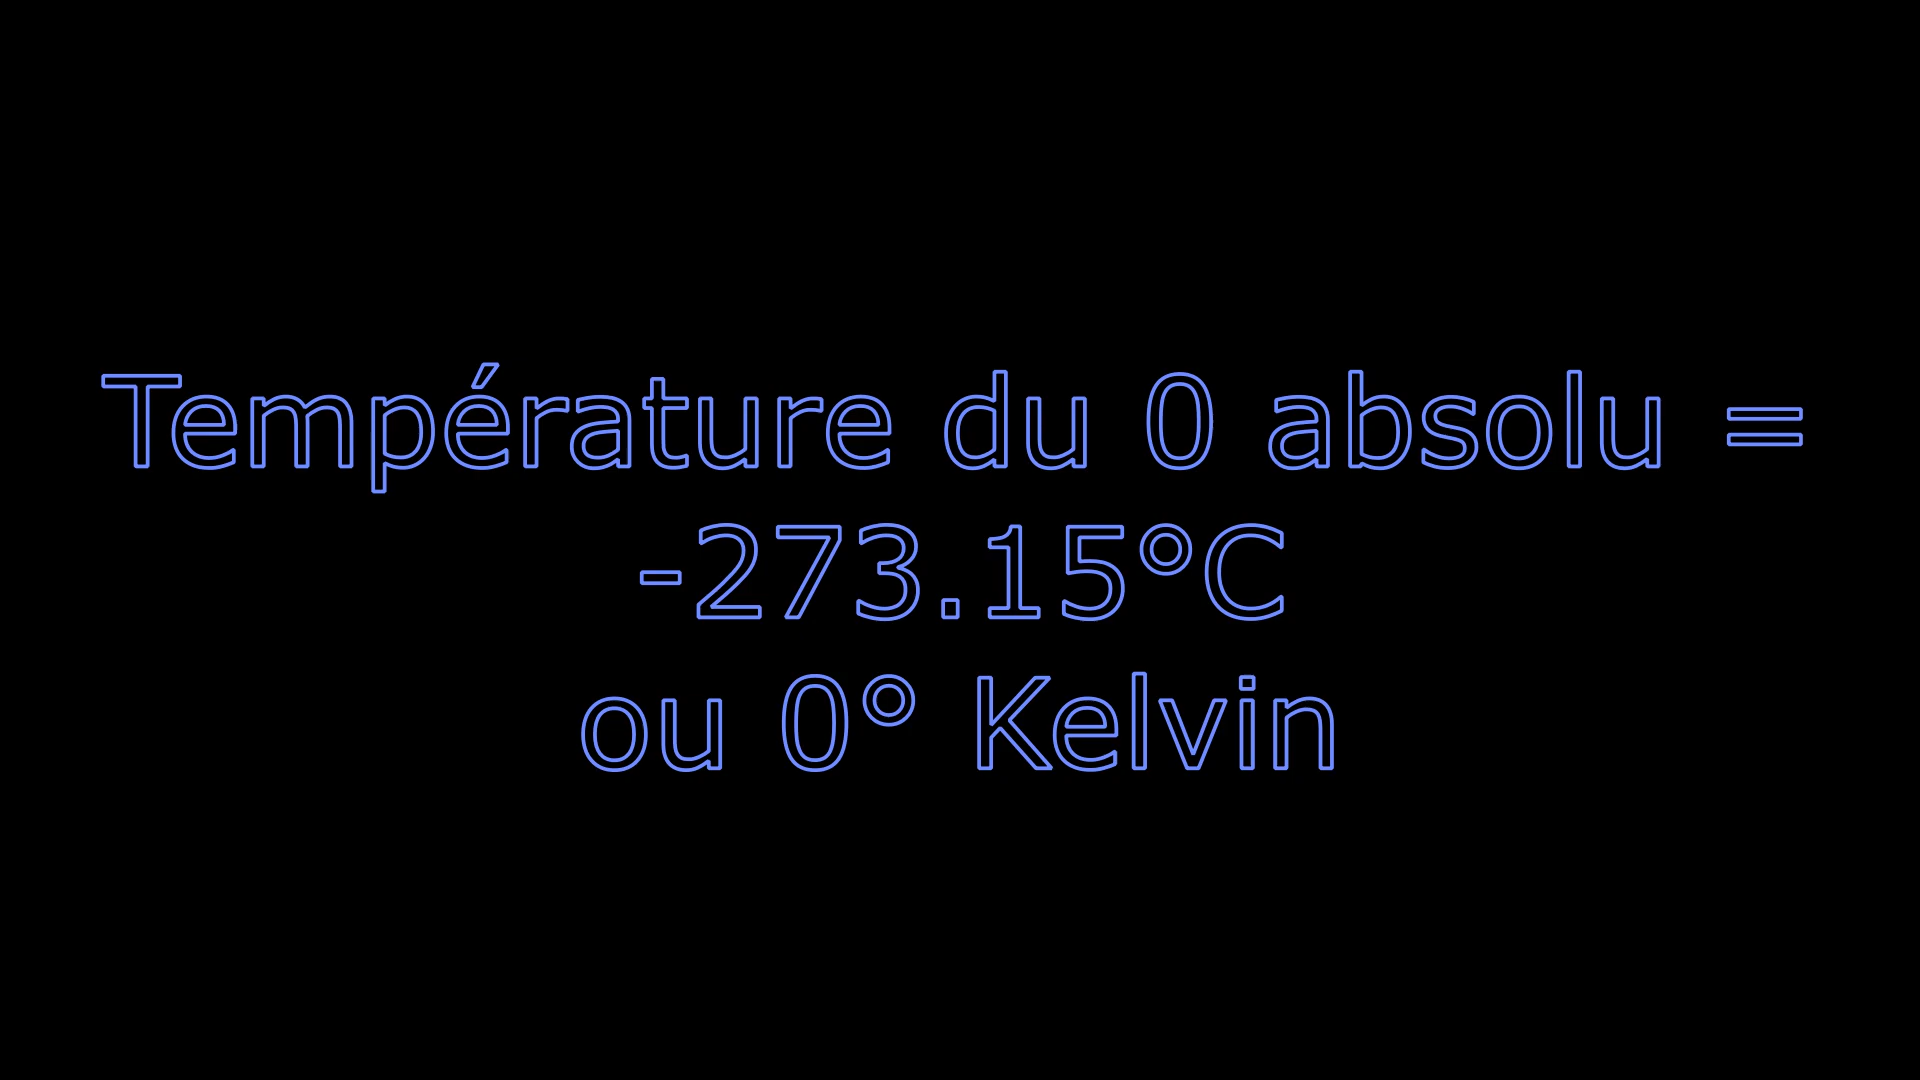 Température du 0 absolu =
-273.15°C
ou 0° Kelvin